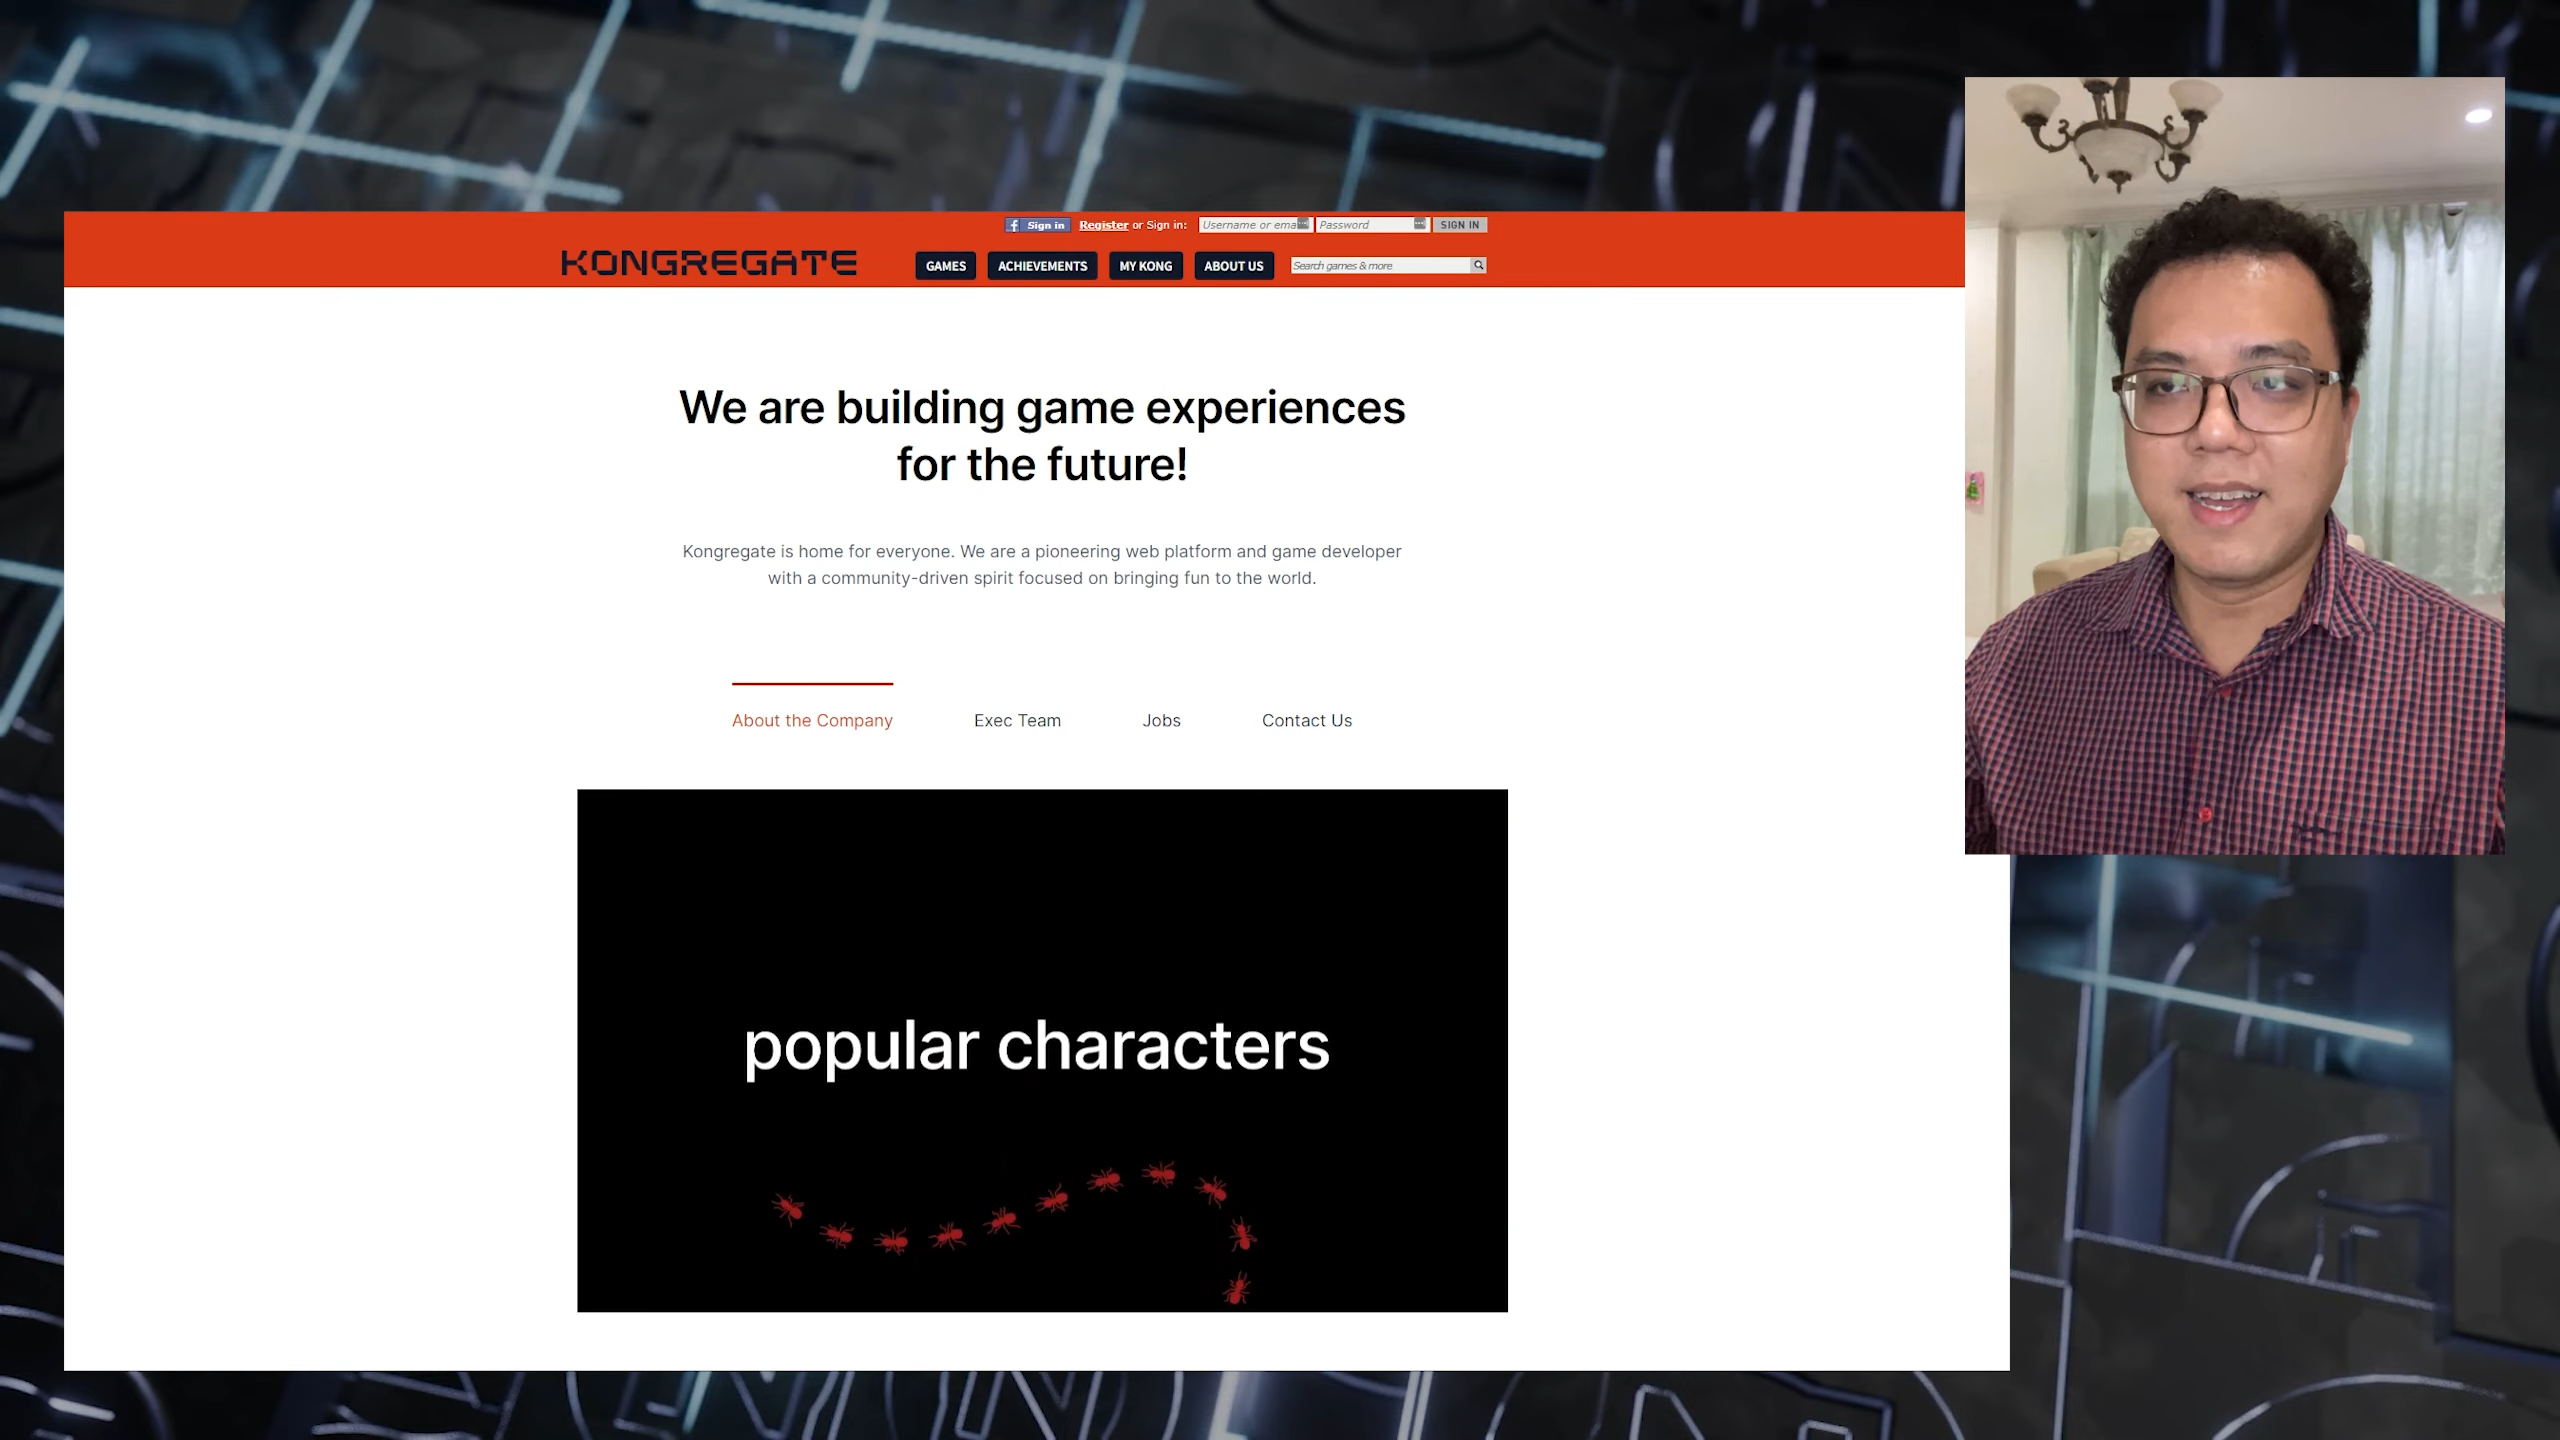 Sign in Register or Sign in: Username or ema Password SIGN IN
KONGREGATE GAMES ACHIEVEMENTS MY KONG ABOUT US Search games & more
We are building game experiences
for the future!
Kongregate is home for everyone. We are a pioneering web platform and game developer
with a community-driven spirit focused on bringing fun to the world.
About the Company Exec Team Jobs Contact Us
popular characters